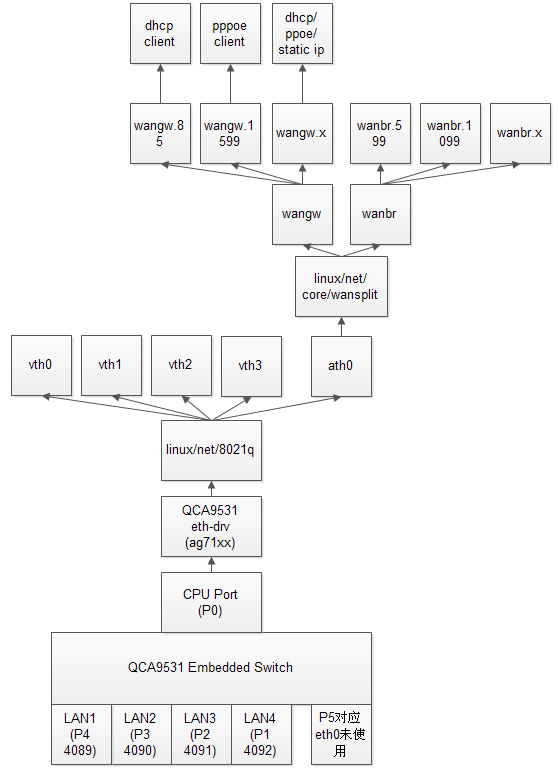 dhcp
client
pppoe
client
dhcp/
ppoe/
static ip
wangw.8
5
wangw.1
599
wangw.x
wanbr.5
99
wanbr.1
099
wanbr.x
wangw
wanbr
linux/net/
core/wansplit
vth0
vth1
vth2
vth3
ath0
linux/net/8021q
QCA9531
eth-drv
(ag71xx)
CPU Port
(P0)
QCA9531 Embedded Switch
LAN1
(P4
4089)
LAN2
(P3
4090)
LAN3
(P2
4091)
LAN4
(P1
4092)
P5对应
eth0未使
用